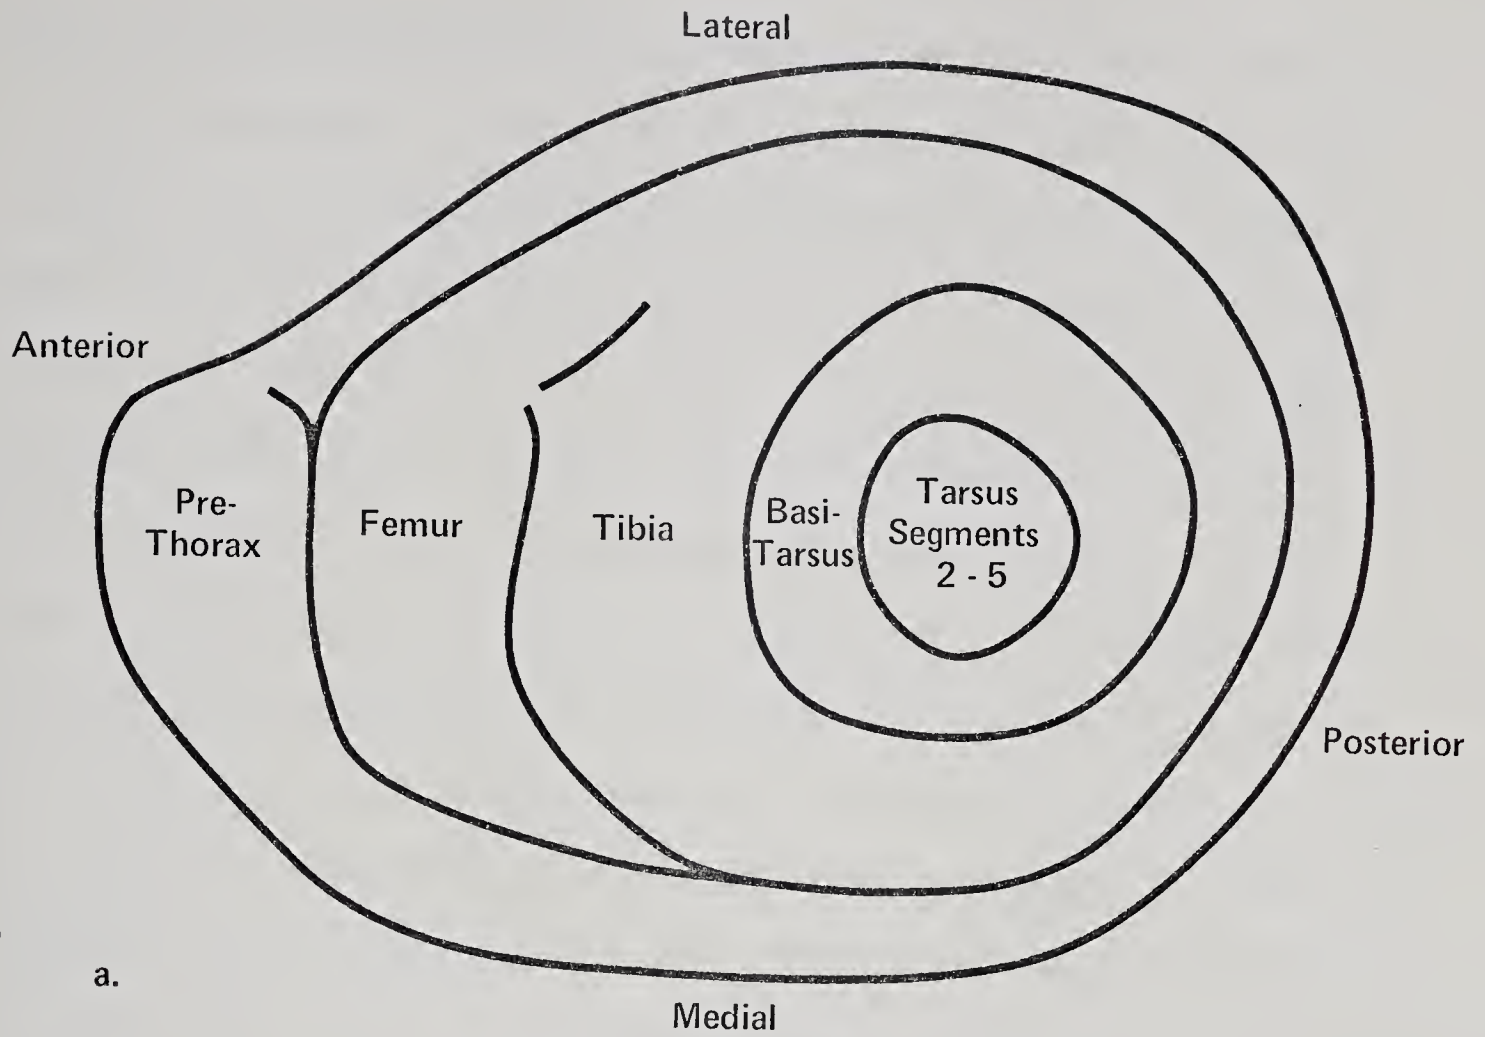 Lateral
Anterior
Pre-
Thorax
Femur
Tibia
Basi-
Tarsus
Tarsus
Segments
2 - 5
Posterior
a.
Medial